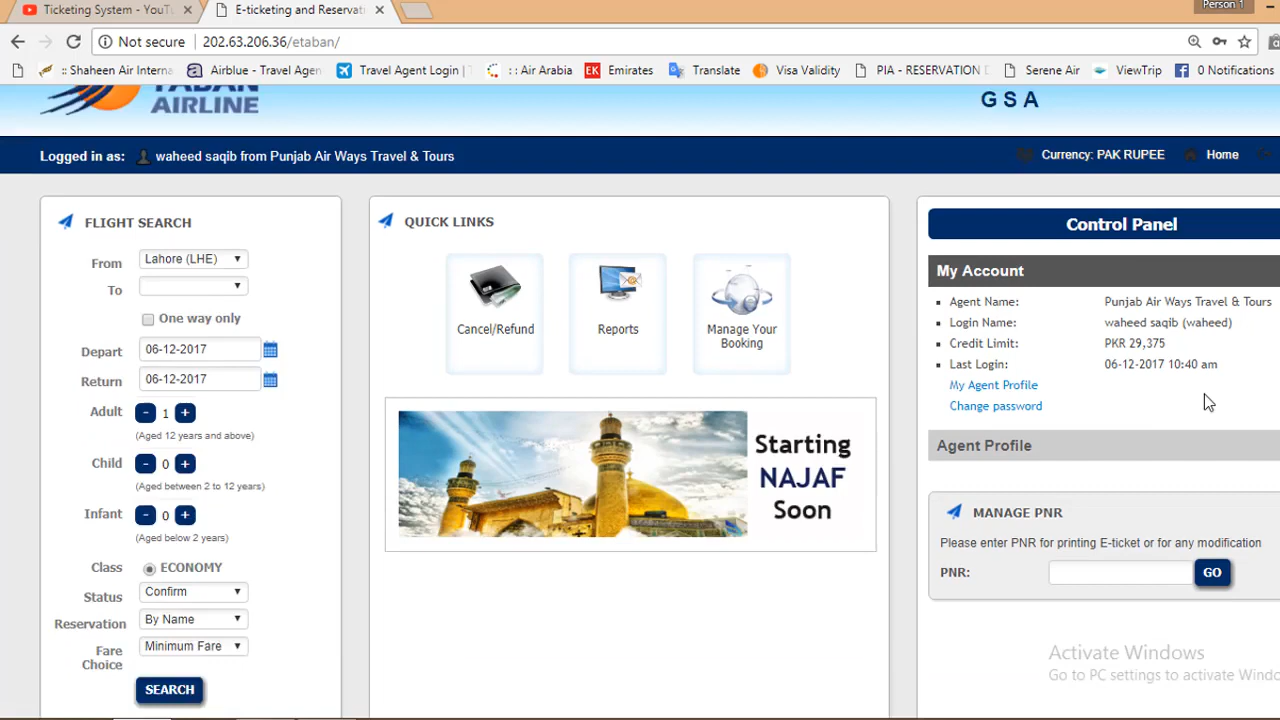 Ticketing System - YouT
E-ticketing and Reservat
Person 1
Not secure 202.63.206.36/etaban/
:: Shaheen Air Interna
Airblue - Travel Agen
Travel Agent Login | T
:: Air Arabia
EK Emirates
Translate
Visa Validity
PIA - RESERVATION D
Serene Air
ViewTrip
0 Notifications
AIRLINE
G S A
Logged in as: waheed saqib from Punjab Air Ways Travel & Tours
Currency: PAK RUPEE
Home
FLIGHT SEARCH
From Lahore (LHE)
To
One way only
Depart 06-12-2017
Return 06-12-2017
Adult - 1 +
(Aged 12 years and above)
Child - 0 +
(Aged between 2 to 12 years)
Infant - 0 +
(Aged below 2 years)
Class ECONOMY
Status Confirm
Reservation By Name
Fare Choice Minimum Fare
SEARCH
QUICK LINKS
Cancel/Refund
Reports
Manage Your
Booking
Starting
NAJAF
Soon
Control Panel
My Account
Agent Name: Punjab Air Ways Travel & Tours
Login Name: waheed saqib (waheed)
Credit Limit: PKR 29,375
Last Login: 06-12-2017 10:40 am
My Agent Profile
Change password
Agent Profile
MANAGE PNR
Please enter PNR for printing E-ticket or for any modification
PNR: GO
Activate Windows
Go to PC settings to activate Windo